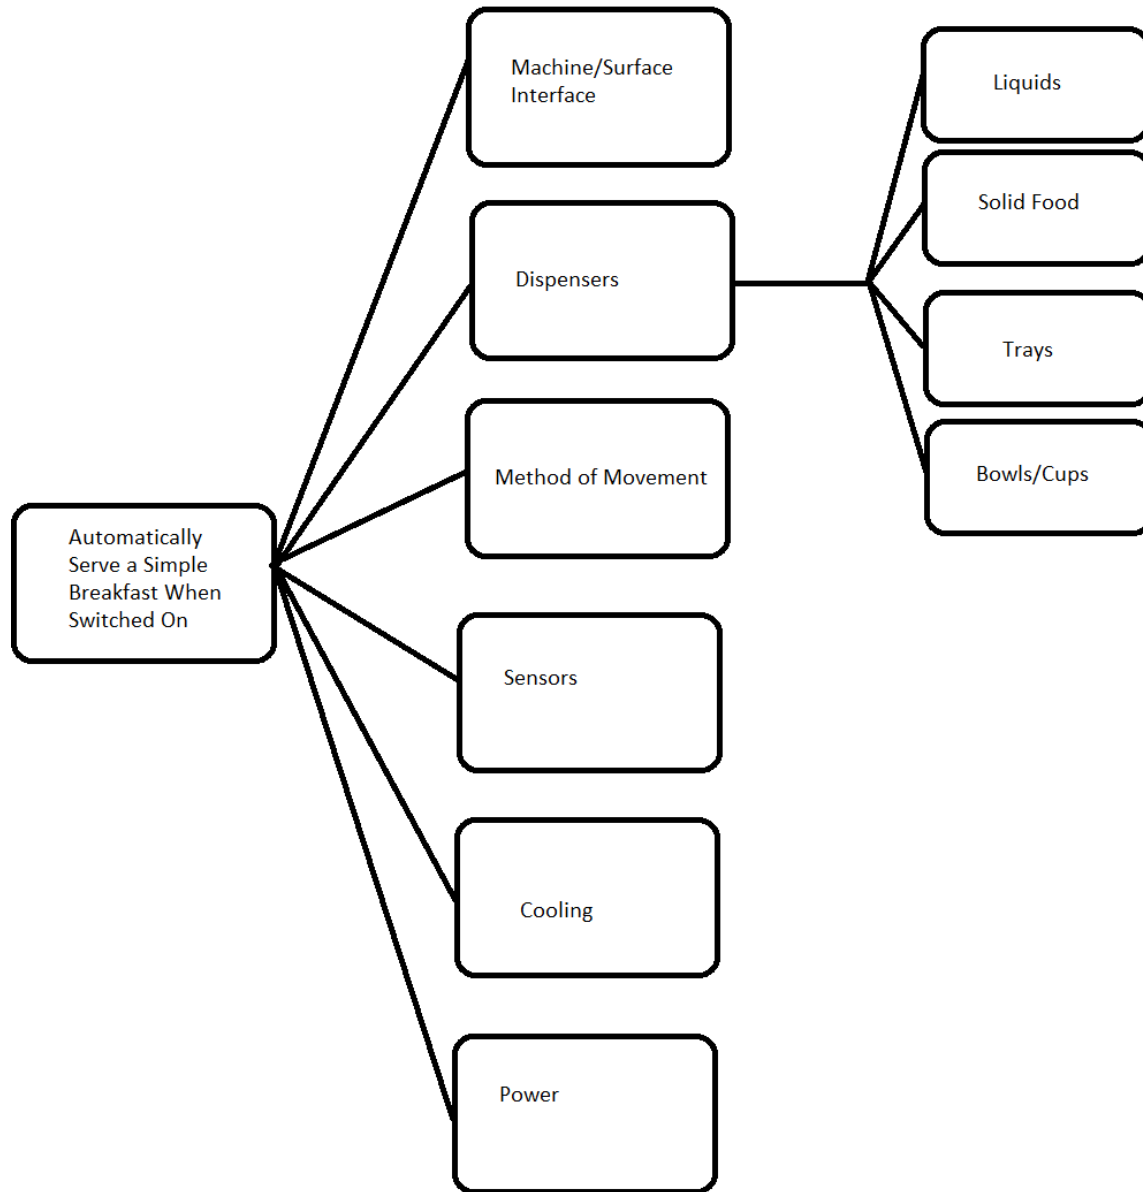 Machine/Surface
Interface
Liquids
Solid Food
Dispensers
Trays
Bowls/Cups
Method of Movement
Automatically
Serve a Simple
Breakfast When
Switched On
Sensors
Cooling
Power